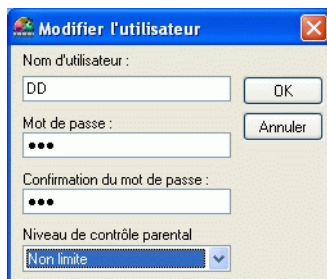 Modifier l'utilisateur
Nom d'utilisateur :
DD
OK
Mot de passe :
Annuler
•••
Confirmation du mot de passe :
•••
Niveau de contrôle parental
Non limite